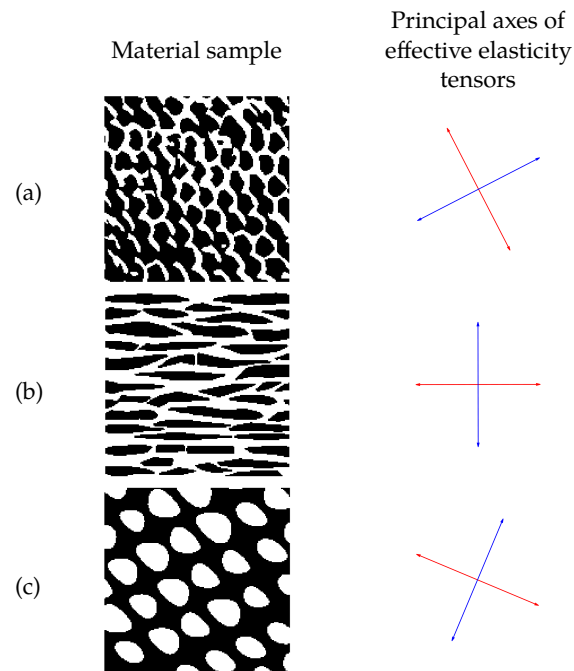 Principal axes of
Material sample
effective elasticity
tensors
(a)
(b)
(c)